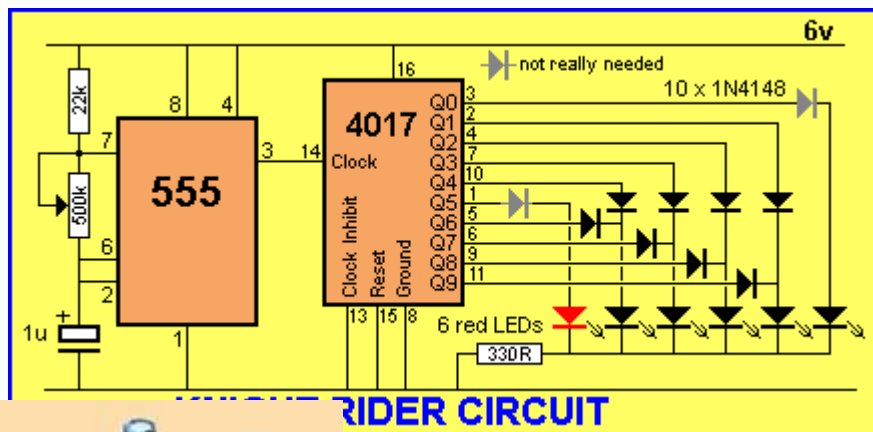 6v
16
not really needed
10 x 1N4148
22k
8
4
7
3
14
555
4017
Clock
Q0
Q1
Q2
Q3
Q4
Q5
Q6
Q7
Q8
Q9
3
2
4
7
10
1
5
6
9
11
500k
6
2
Clock Inhibit
Reset
Ground
13
15
8
+
1u
1
6 red LEDs
330R
KNIGHT RIDER CIRCUIT